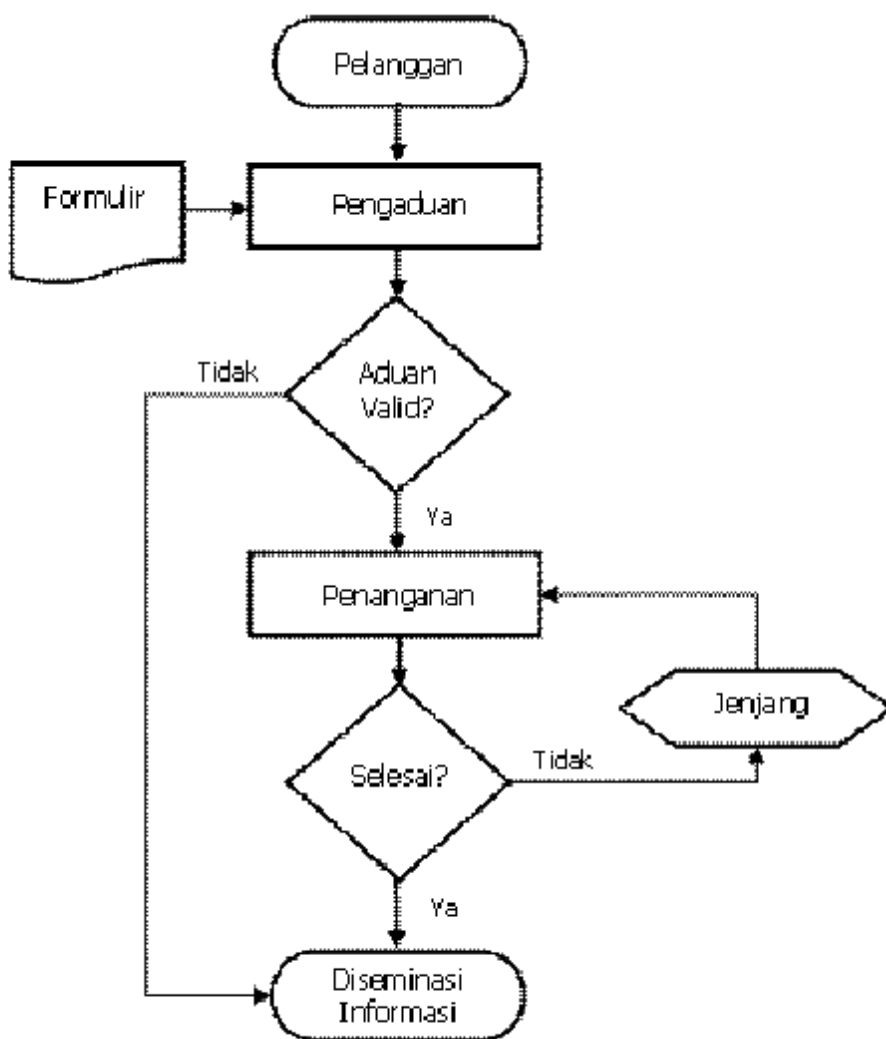 Pelanggan
Formulir
Pengaduan
Tidak
Aduan
Valid?
Ya
Penanganan
Jenjang
Selesai?
Tidak
Ya
Diseminasi
Informasi